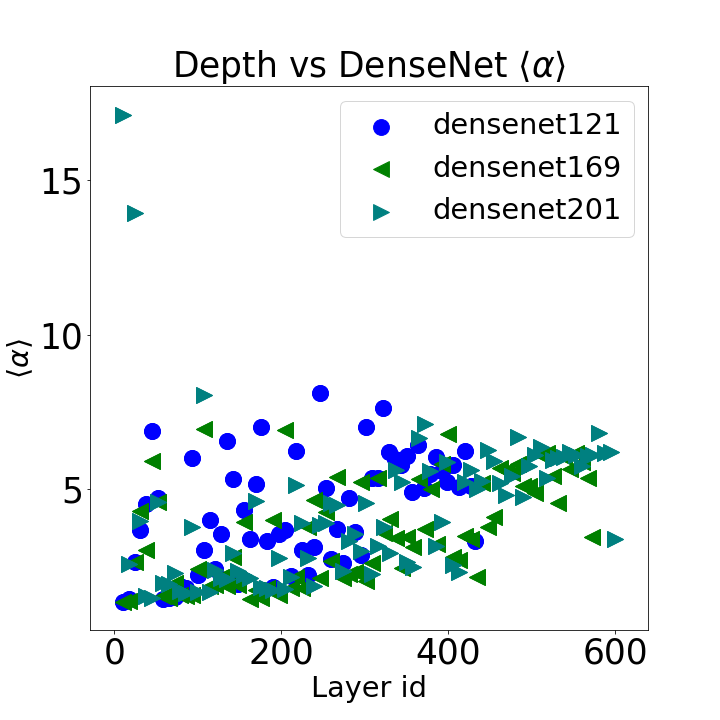 Depth vs DenseNet ⟨α⟩
densenet121
densenet169
densenet201
15
10
5
⟨α⟩
0 200 400 600
Layer id